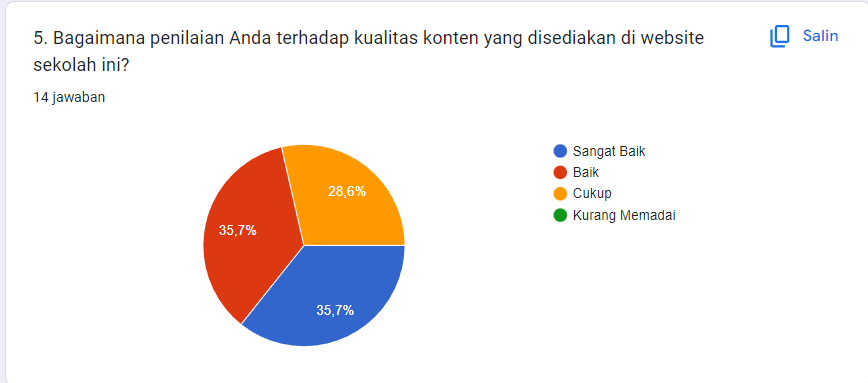 5. Bagaimana penilaian Anda terhadap kualitas konten yang disediakan di website
sekolah ini?
Salin
14 jawaban
28,6%
35,7%
35,7%
Sangat Baik
Baik
Cukup
Kurang Memadai